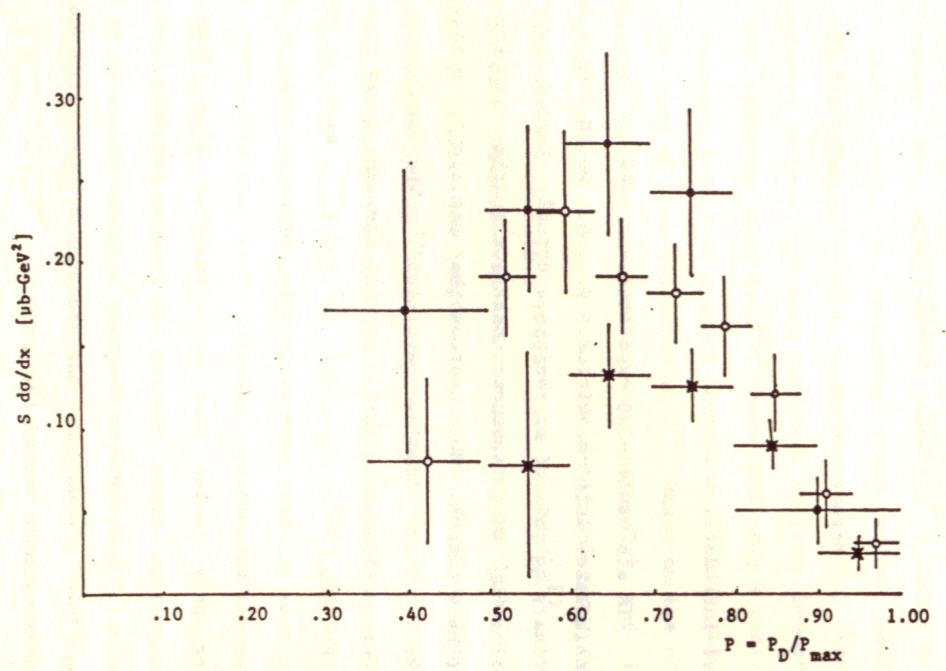 .30
.20
.10
S dσ/dx [μb-GeV²]
.10 .20 .30 .40 .50 .60 .70 .80 .90 1.00
P = P_D/P_max